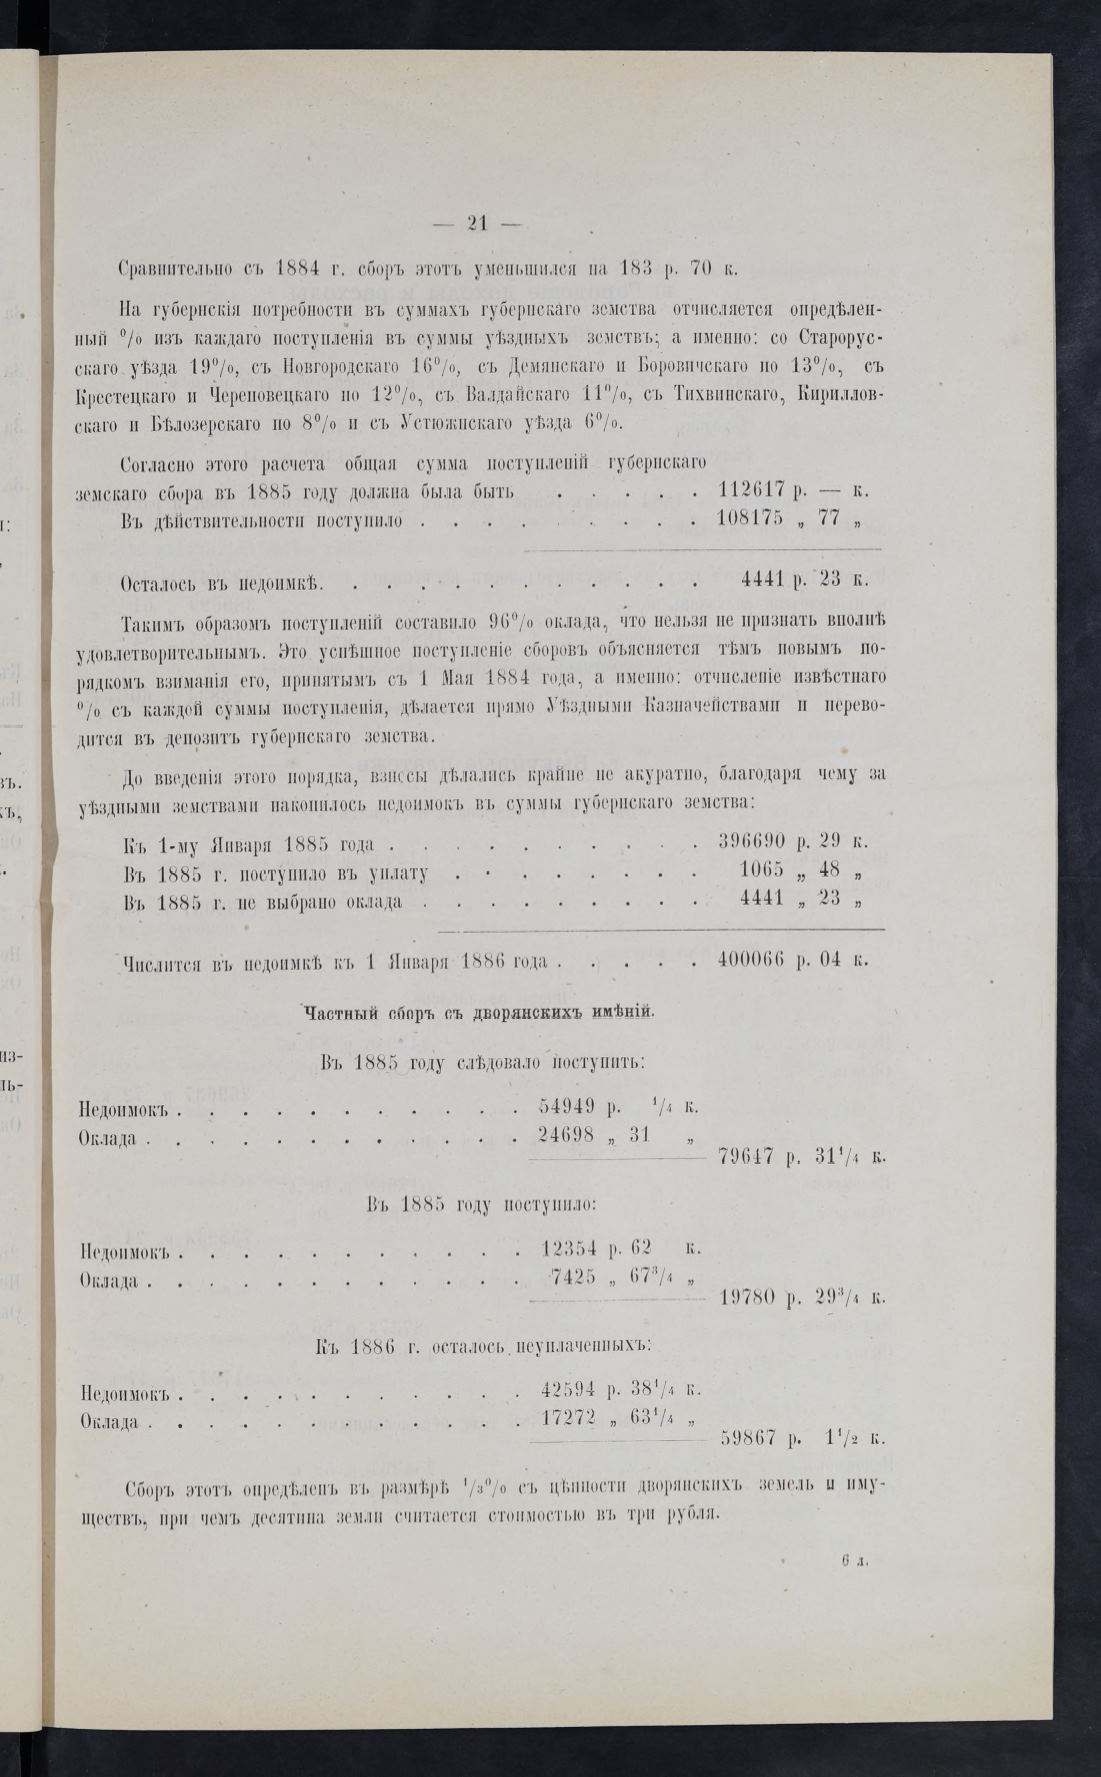 — 21 —
Сравнительно съ 1884 г. сборъ этотъ уменьшился на 183 р. 70 к.
На губернскія потребности въ суммахъ губернскаго земства отчисляется опредѣлен-
ный % изъ каждаго поступленія въ суммы уѣздныхъ земствъ; а именно: со Старорус-
скаго уѣзда 19%, съ Новгородскаго 16%, съ Демянскаго и Боровичскаго по 13%, съ
Крестецкаго и Череповецкаго по 12%, съ Валдайскаго 11%, съ Тихвинскаго, Кириллов-
скаго и Бѣлозерскаго по 8% и съ Устюжнскаго уѣзда 6%.
Согласно этого расчета общая сумма поступленій губернскаго
земскаго сбора въ 1885 году должна была быть . . . . . 112617 р. — к.
Въ дѣйствительности поступило . . . . . . . . . 108175 „ 77 „
Осталось въ недоимкѣ. . . . . . . . . . . . 4441 р. 23 к.
Такимъ образомъ поступленій составило 96% оклада, что нельзя не признать вполнѣ
удовлетворительнымъ. Это успѣшное поступленіе сборовъ объясняется тѣмъ новымъ по-
рядкомъ взиманія его, принятымъ съ 1 Мая 1884 года, а именно: отчисленіе извѣстнаго
% съ каждой суммы поступленія, дѣлается прямо Уѣздными Казначействами и перево-
дится въ депозитъ губернскаго земства.
До введенія этого порядка, взносы дѣлались крайне не акуратно, благодаря чему за
уѣздными земствами накопилось недоимокъ въ суммы губернскаго земства:
Къ 1-му Января 1885 года . . . . . . . . . . 396690 р. 29 к.
Въ 1885 г. поступило въ уплату . . . . . . . . 1065 „ 48 „
Въ 1885 г. не выбрано оклада . . . . . . . . . 4441 „ 23 „
Числится въ недоимкѣ къ 1 Января 1886 года . . . . . 400066 р. 04 к.
Частный сборъ съ дворянскихъ имѣній.
Въ 1885 году слѣдовало поступить:
Недоимокъ . . . . . . . . . . . 54949 р. 1/4 к.
Оклада . . . . . . . . . . . . 24698 „ 31 „
79647 р. 31 1/4 к.
Въ 1885 году поступило:
Недоимокъ . . . . . . . . . . . 12354 р. 62 к.
Оклада . . . . . . . . . . . . 7425 „ 67 3/4 „
19780 р. 29 3/4 к.
Къ 1886 г. осталось неуплаченныхъ:
Недоимокъ . . . . . . . . . . . 42594 р. 38 1/4 к.
Оклада . . . . . . . . . . . . 17272 „ 63 1/4 „
59867 р. 1 1/2 к.
Сборъ этотъ опредѣленъ въ размѣрѣ 1/3% съ цѣнности дворянскихъ земель и иму-
ществъ, при чемъ десятина земли считается стоимостью въ три рубля.
6 л.